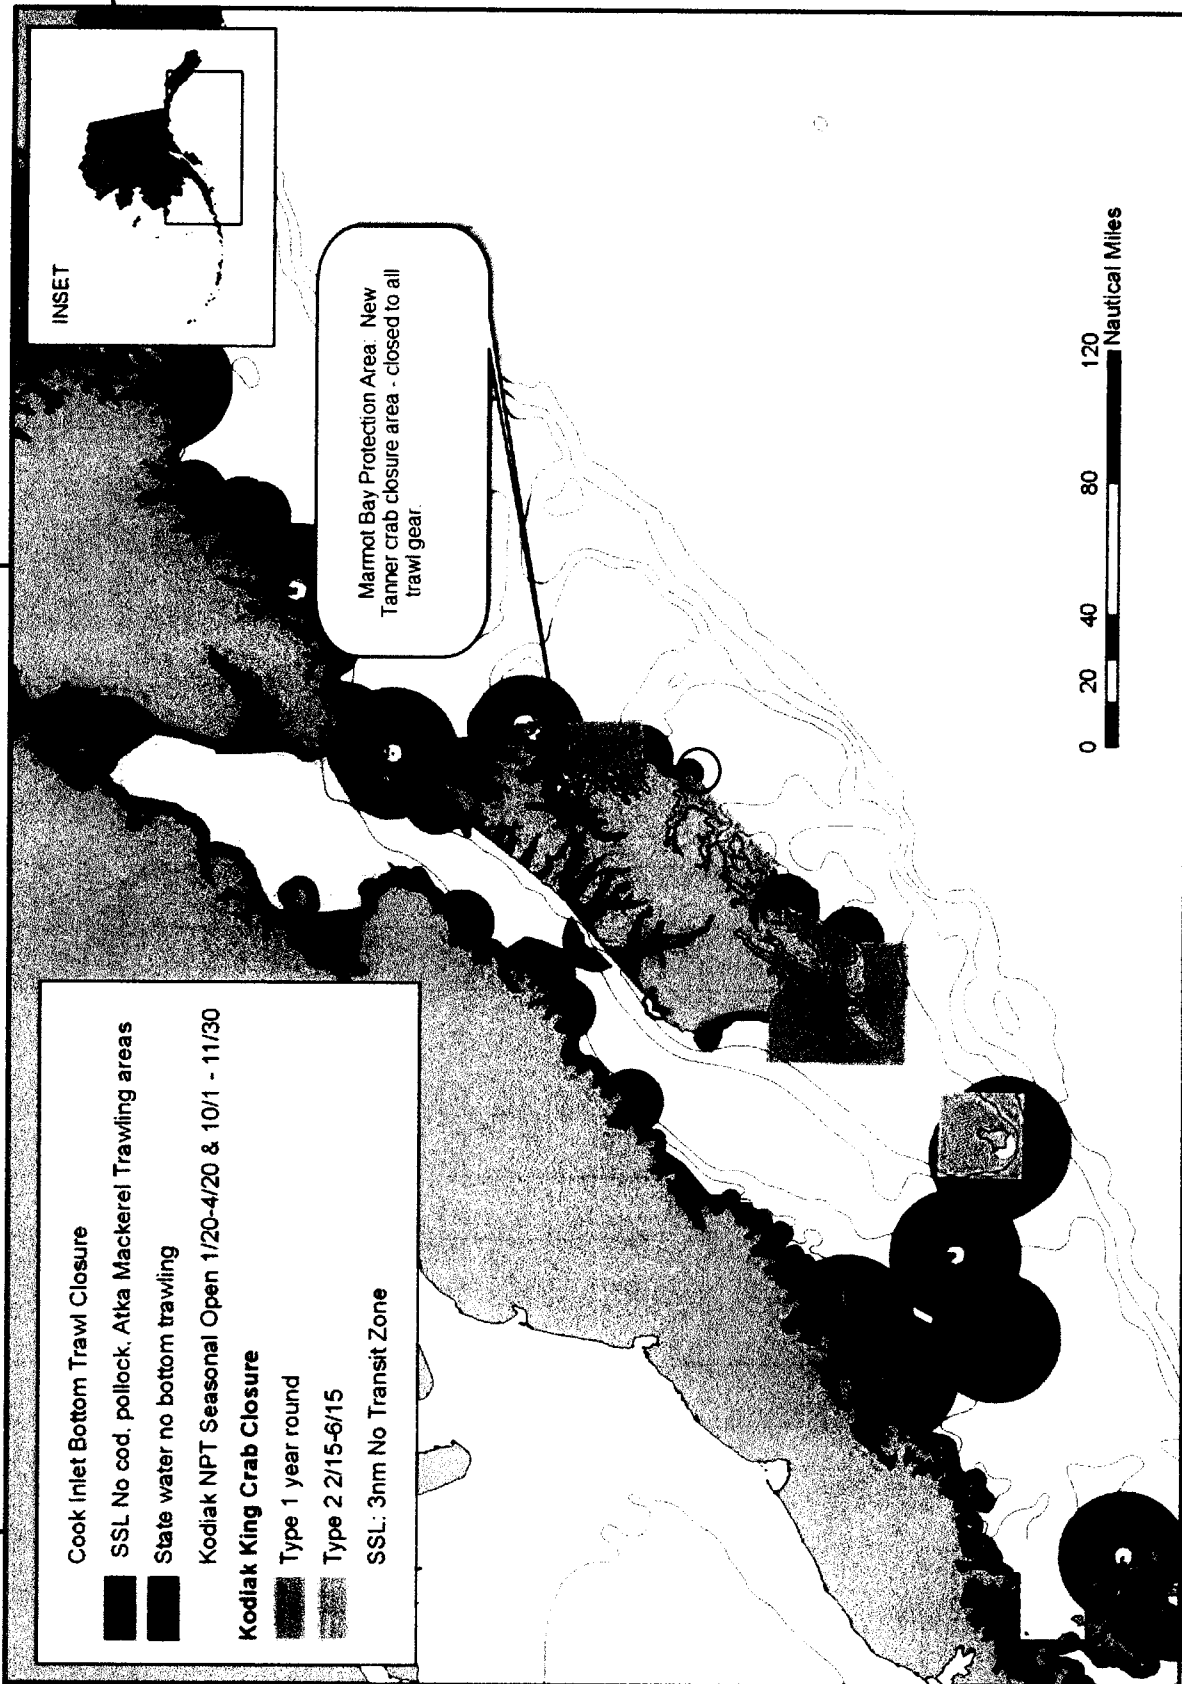 Cook Inlet Bottom Trawl Closure
SSL No cod, pollock, Atka Mackerel Trawling areas
State water no bottom trawling
Kodiak NPT Seasonal Open 1/20-4/20 & 10/1 - 11/30
Kodiak King Crab Closure
Type 1 year round
Type 2 2/15-6/15
SSL: 3nm No Transit Zone
INSET
Marmot Bay Protection Area: New
Tanner crab closure area - closed to all
trawl gear.
0 20 40 80 120
Nautical Miles